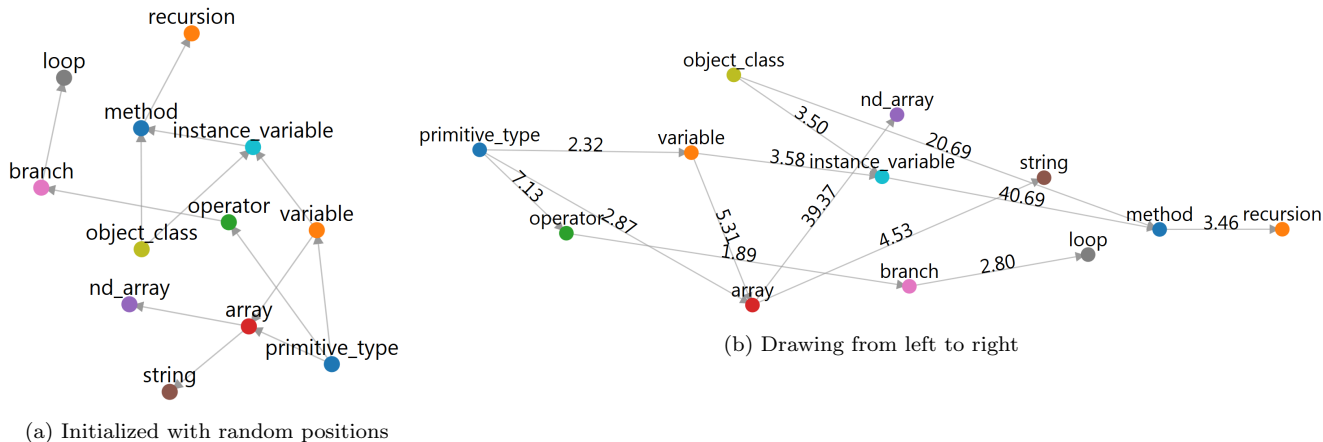 recursion
loop
method
instance_variable
branch
operator
variable
object_class
nd_array
array
primitive_type
string
(a) Initialized with random positions
object_class
nd_array
primitive_type
2.32
variable
3.50
20.69
3.58
instance_variable
string
7.13
39.37
40.69
operator
2.87
5.31
method
3.46
recursion
4.53
loop
1.89
branch
2.80
array
(b) Drawing from left to right